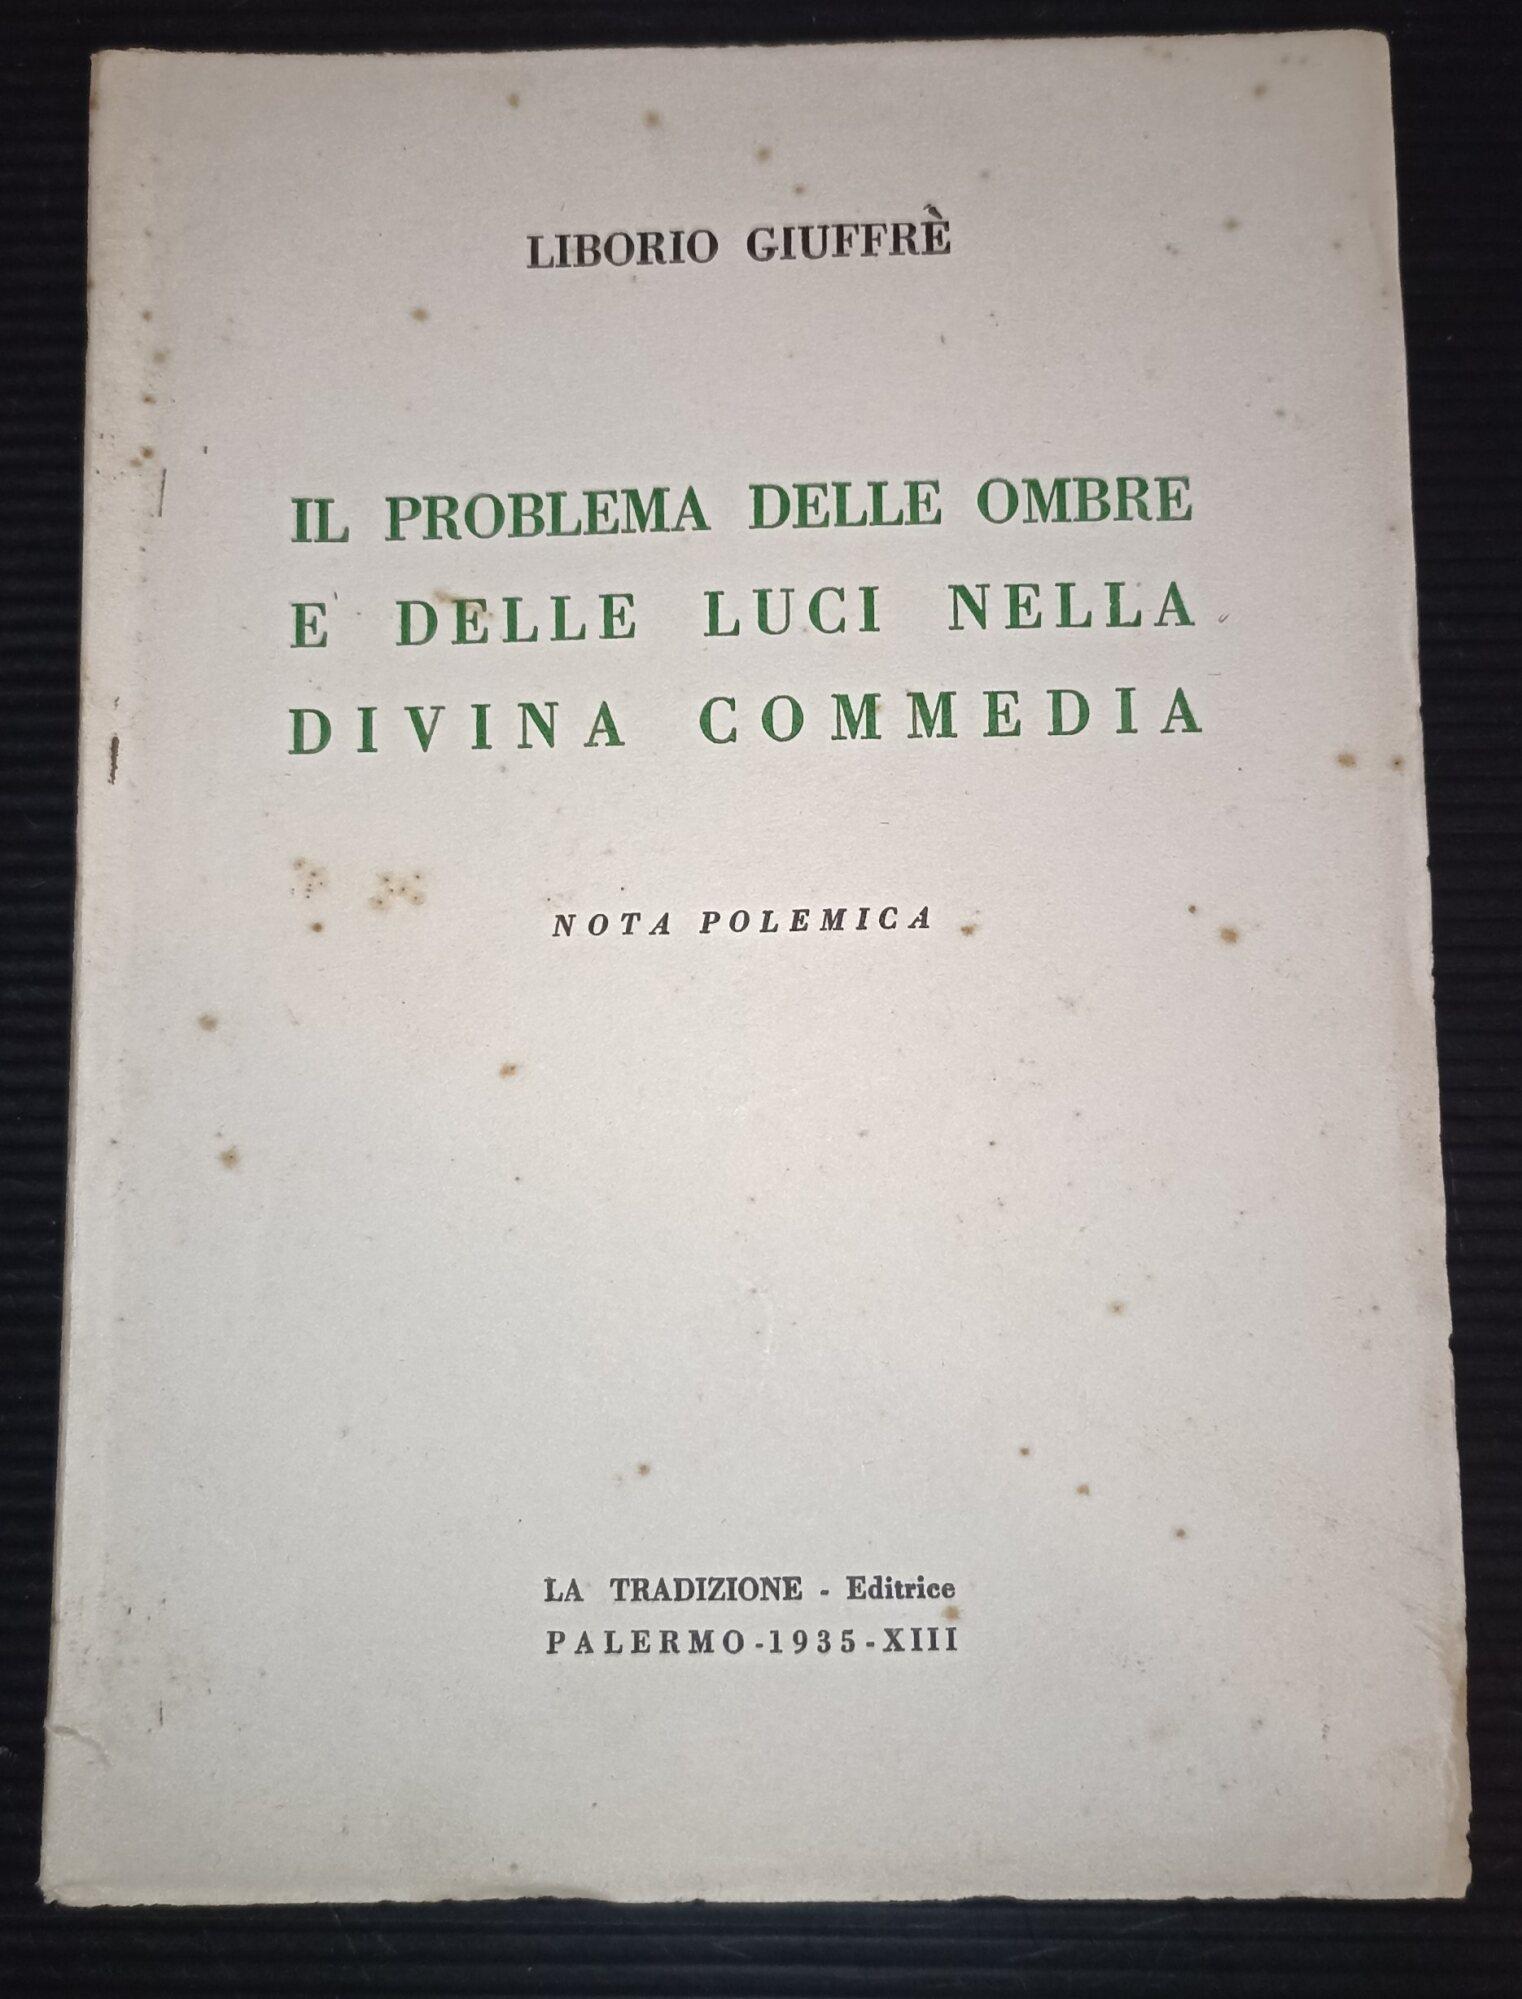 LIBORIO GIUFFRÈ
IL PROBLEMA DELLE OMBRE
E DELLE LUCI NELLA
DIVINA COMMEDIA
NOTA POLEMICA
LA TRADIZIONE - Editrice
PALERMO-1935-XIII